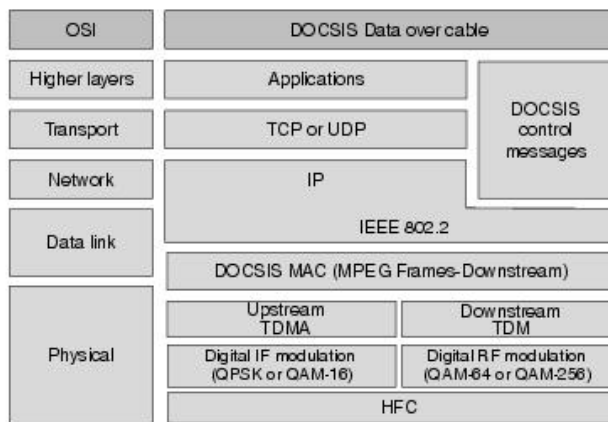 OSI
DOCSIS Data over cable
Higher layers
Applications
DOCSIS
control
messages
Transport
TCP or UDP
Network
IP
IEEE 802.2
Data link
DOCSIS MAC (MPEG Frames-Downstream)
Physical
Upstream
TDMA
Downstream
TDM
Digital IF modulation
(QPSK or QAM-16)
Digital RF modulation
(QAM-64 or QAM-256)
HFC